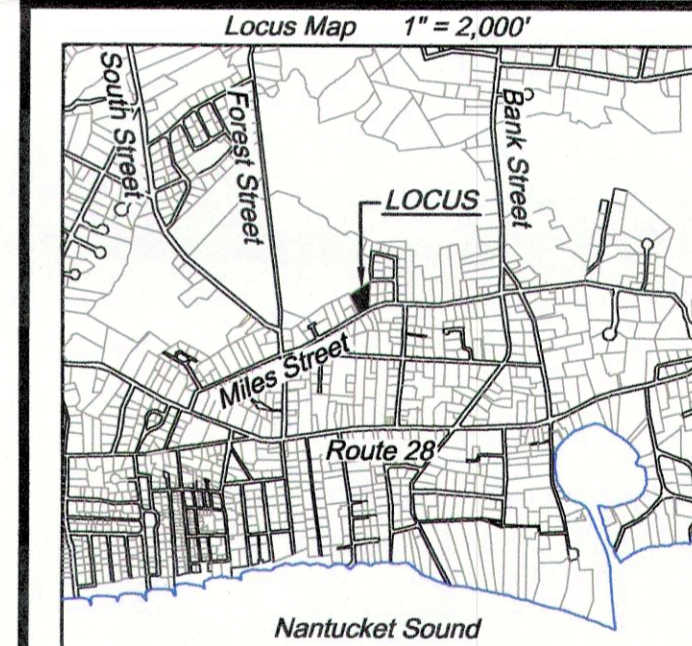 Locus Map 1" = 2,000'
South Street
Forest Street
Bank Street
LOCUS
Miles Street
Route 28
Nantucket Sound